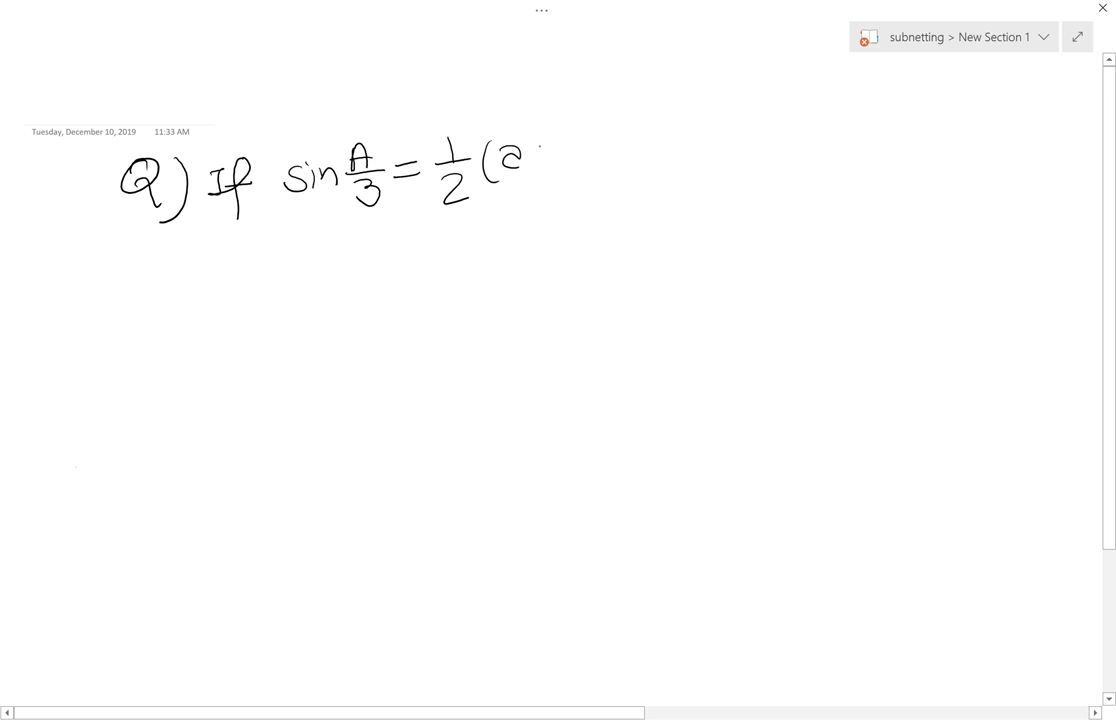 subnetting > New Section 1
Tuesday, December 10, 2019 11:33 AM
Q) If sin A/3 = 1/2 (a